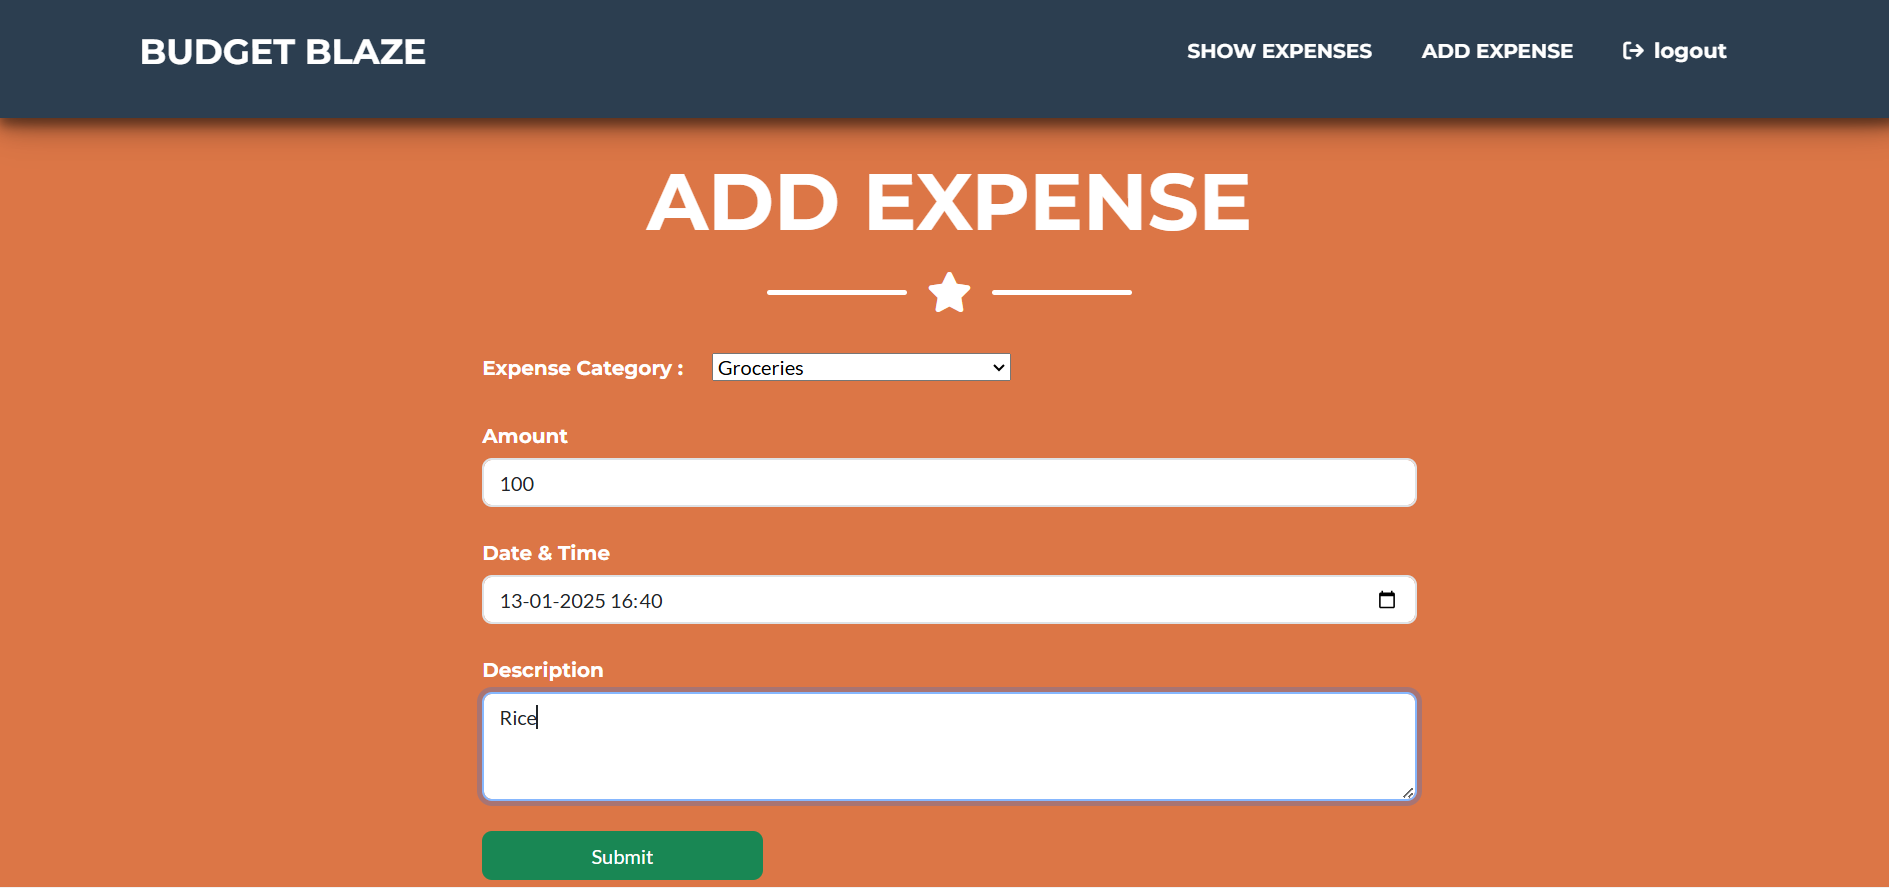 BUDGET BLAZE
SHOW EXPENSES
ADD EXPENSE
logout
ADD EXPENSE
Expense Category :
Groceries
Amount
100
Date & Time
13-01-2025 16:40
Description
Rice
Submit